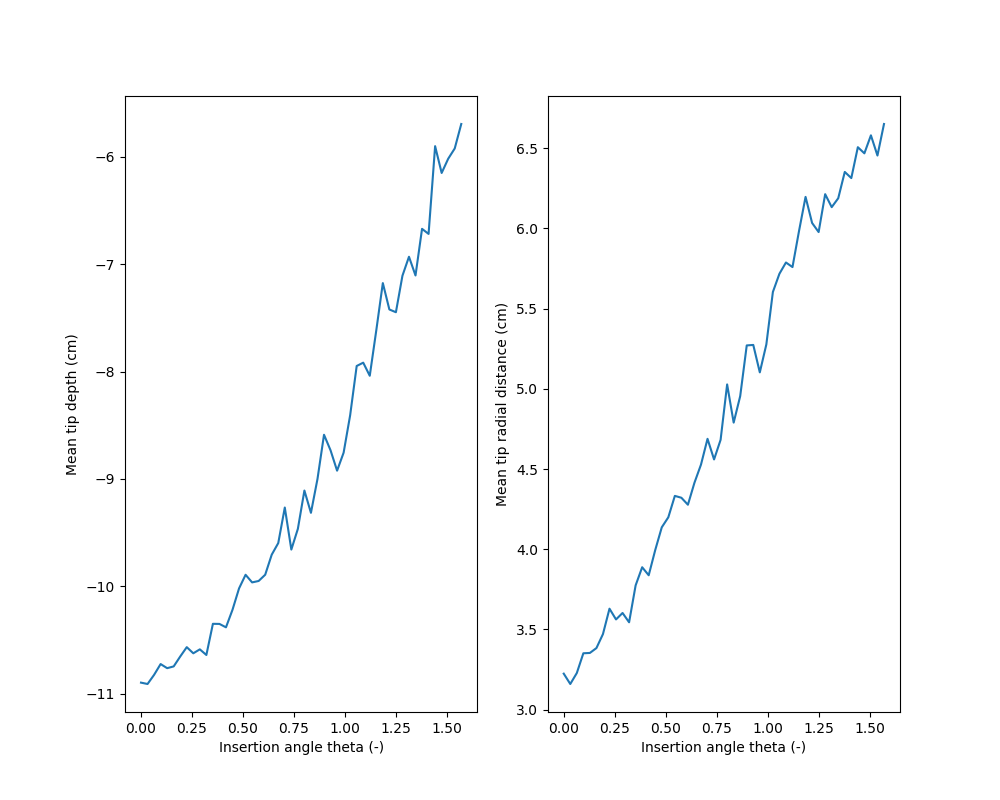 Mean tip depth (cm)
−6
−7
−8
−9
−10
−11
0.00 0.25 0.50 0.75 1.00 1.25 1.50
Insertion angle theta (-)
Mean tip radial distance (cm)
6.5
6.0
5.5
5.0
4.5
4.0
3.5
3.0
0.00 0.25 0.50 0.75 1.00 1.25 1.50
Insertion angle theta (-)